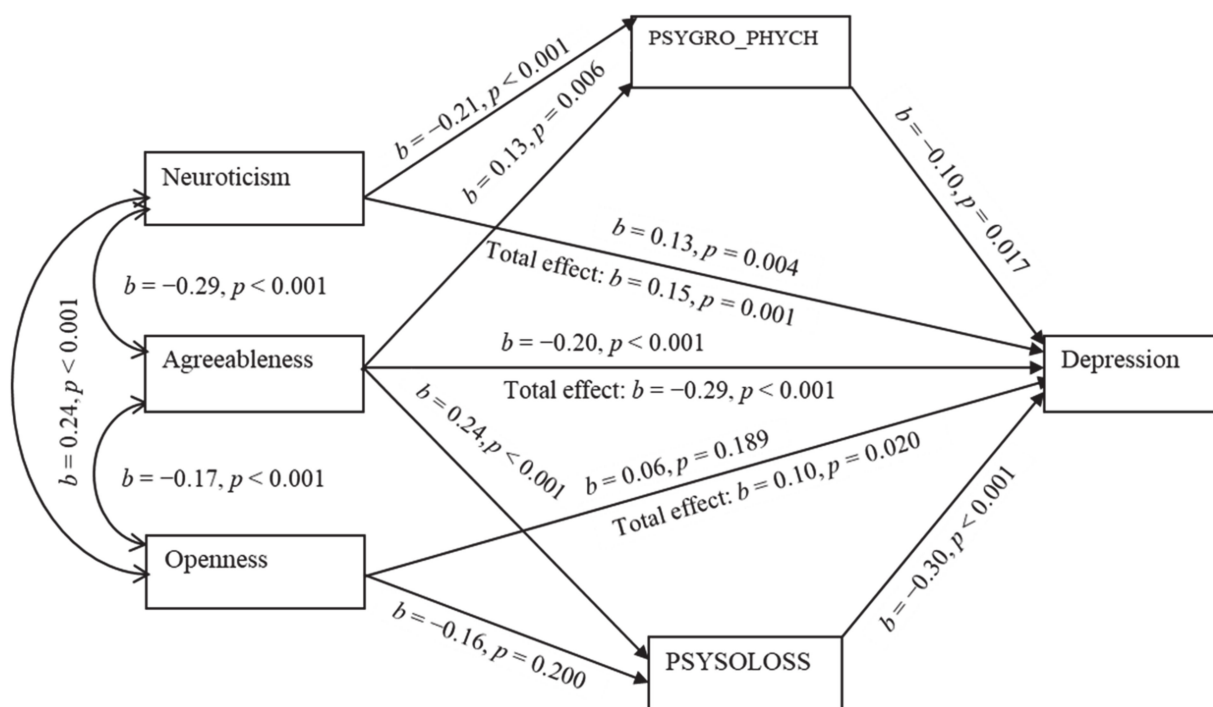 PSYGRO_PHYCH
b = −0.21, p < 0.001
b = 0.13, p = 0.006
b = −0.10, p = 0.017
Neuroticism
b = 0.13, p = 0.004
Total effect: b = 0.15, p = 0.001
b = −0.29, p < 0.001
b = 0.24, p < 0.001
Agreeableness
b = −0.20, p < 0.001
Total effect: b = −0.29, p < 0.001
Depression
b = 0.24, p < 0.001
b = −0.17, p < 0.001
b = 0.06, p = 0.189
Total effect: b = 0.10, p = 0.020
Openness
b = −0.30, p < 0.001
b = −0.16, p = 0.200
PSYSOLOSS